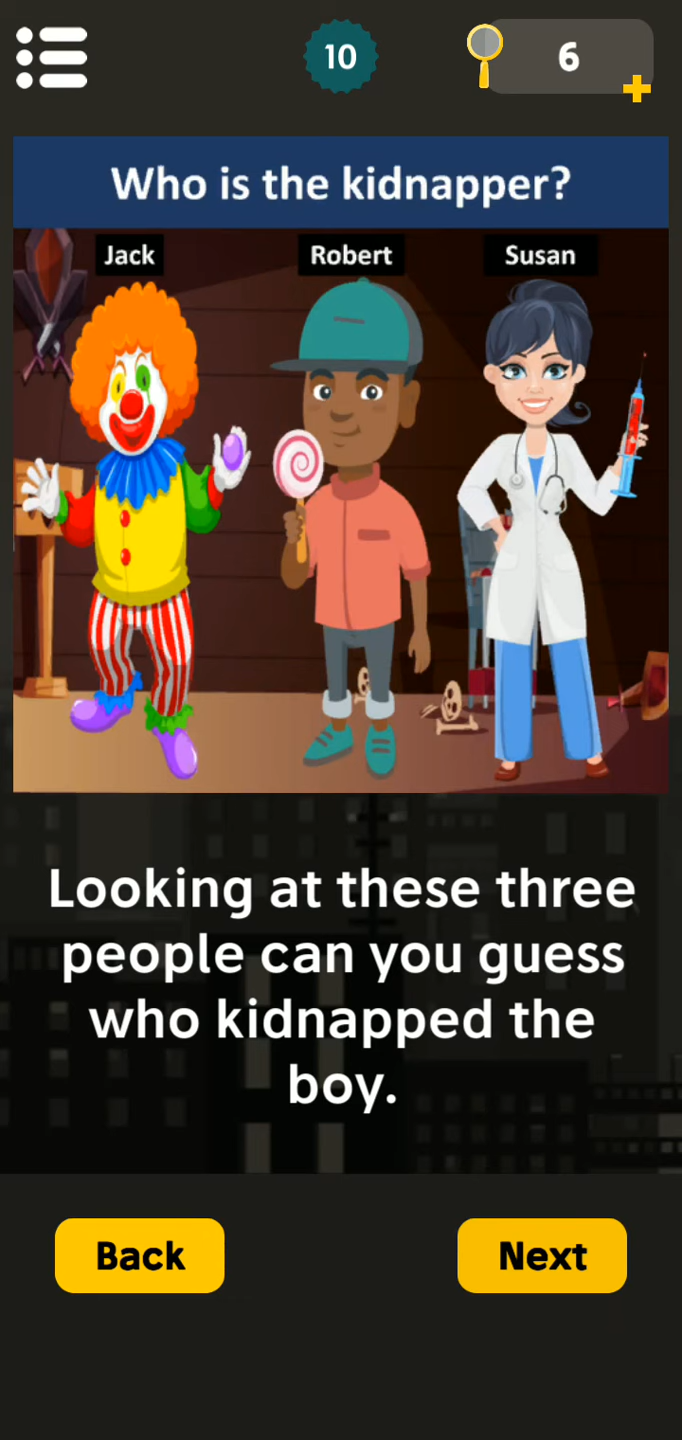 10
6
Who is the kidnapper?
Jack Robert Susan
Looking at these three
people can you guess
who kidnapped the
boy.
Back Next